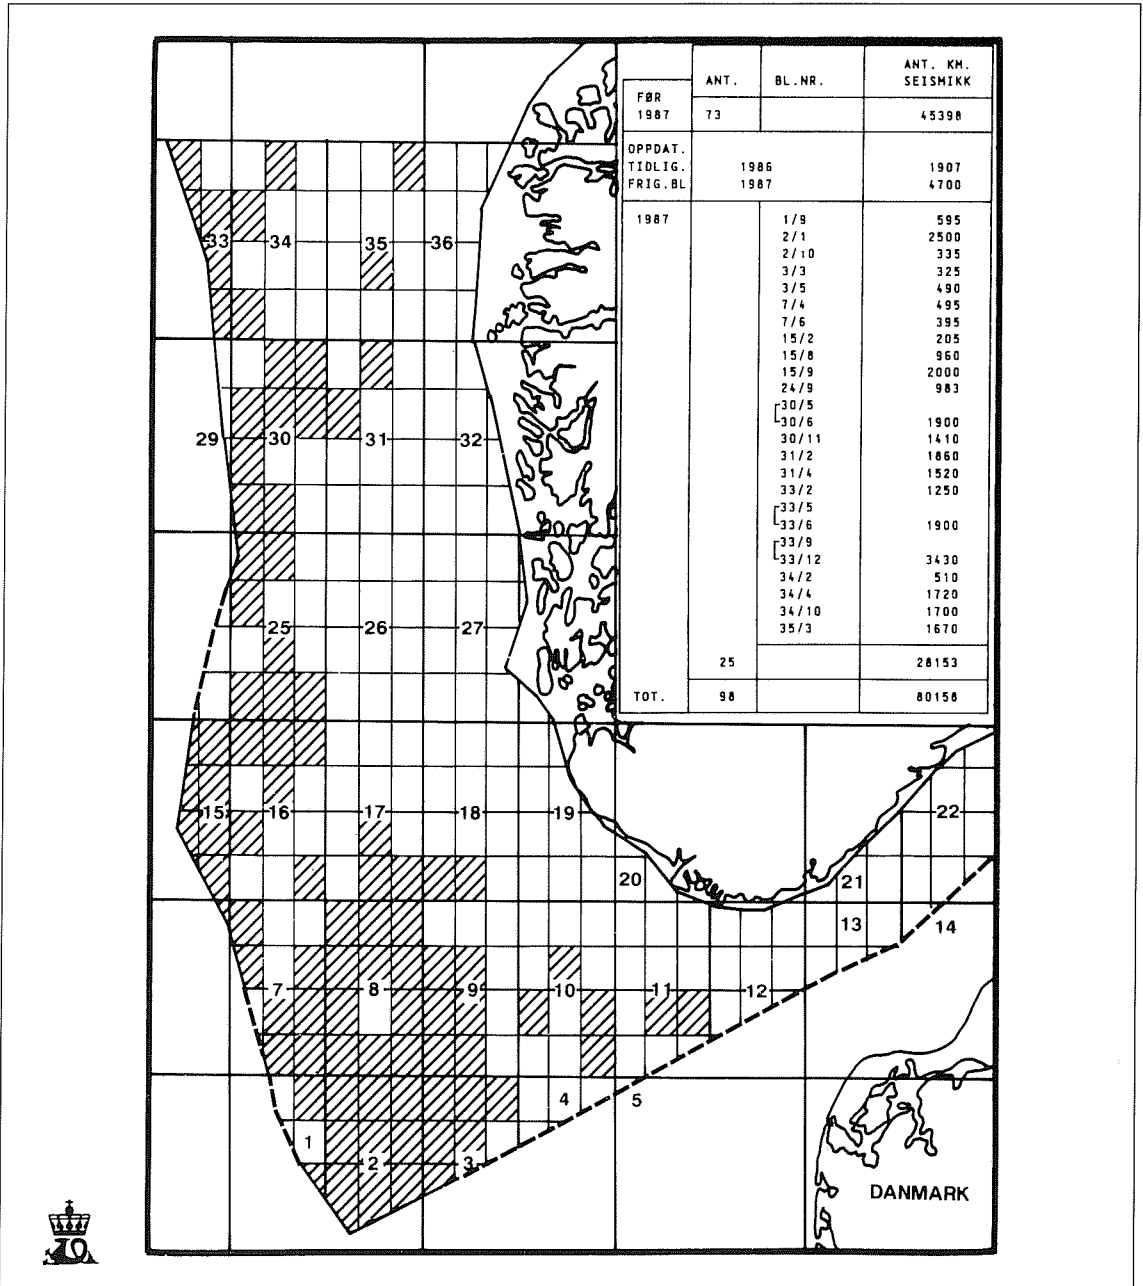 ANT. BL.NR. ANT. KM. SEISMIKK
FØR 1987 73 45398
OPPDAT.
TIDLIG. 1986 1907
FRIG.BL 1987 4700
1987 1/9 595
2/1 2500
2/10 335
3/3 325
3/5 490
7/4 495
7/6 395
15/2 205
15/8 960
15/9 2000
24/9 983
30/5
30/6 1900
30/11 1410
31/2 1860
31/4 1520
33/2 1250
33/5
33/6 1900
33/9
33/12 3430
34/2 510
34/4 1720
34/10 1700
35/3 1670
25 28153
TOT. 98 80158
33 34 35 36
29 30 31 32
25 26 27
15 16 17 18 19 22
20 21
13 14
7 8 9 10 11 12
4 5
1
2 3
DANMARK